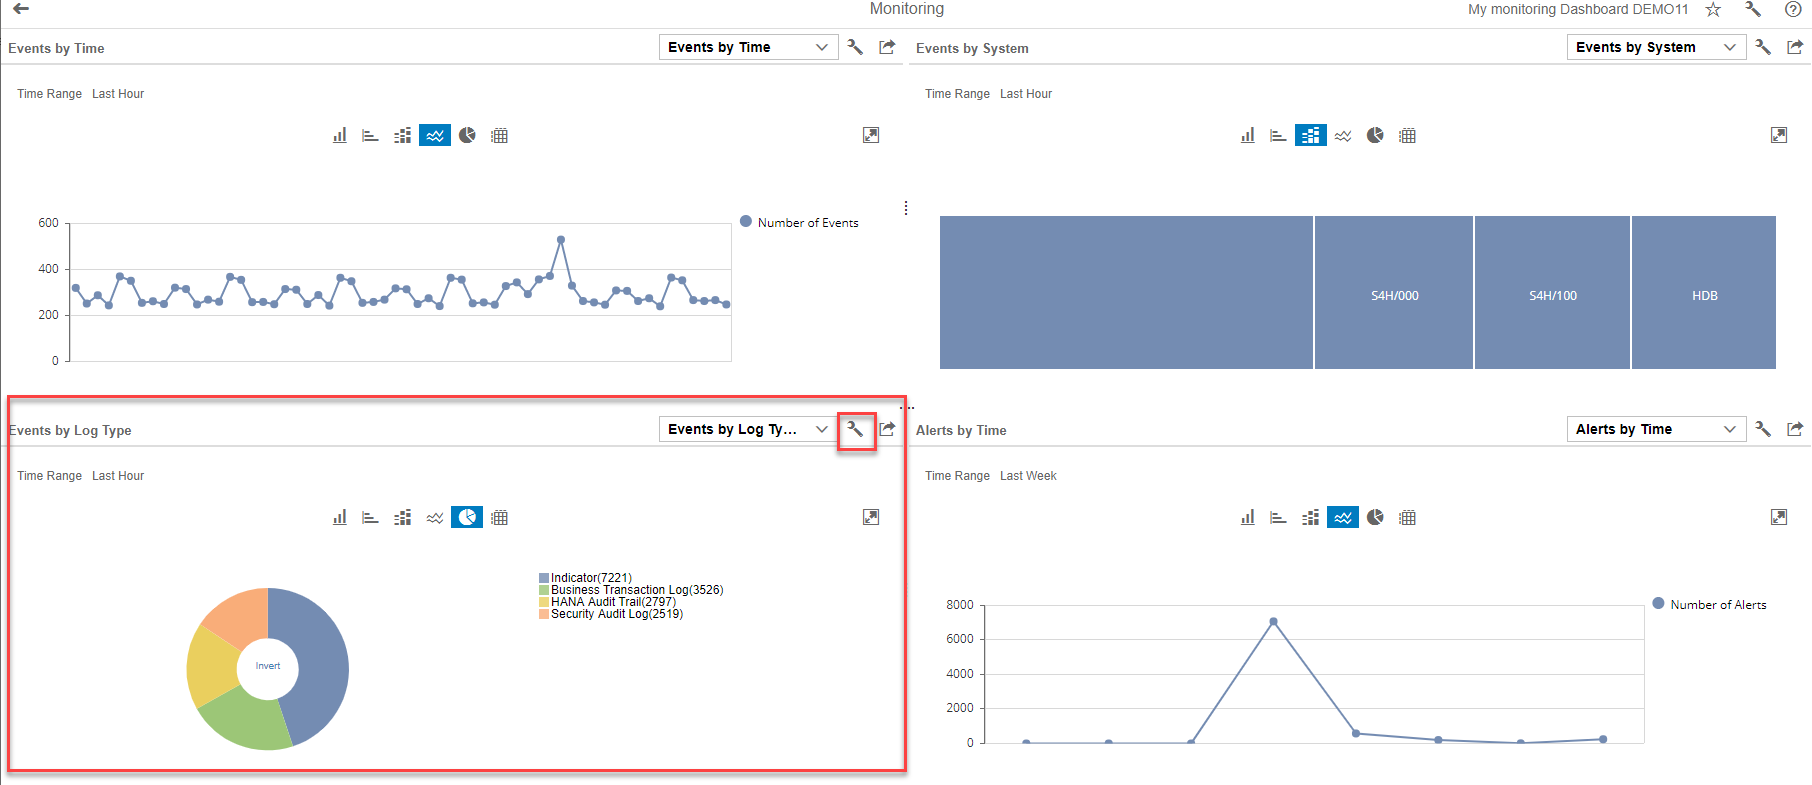 Monitoring
My monitoring Dashboard DEMO11
Events by Time
Events by Time
Time Range Last Hour
600
400
200
0
Number of Events
Events by System
Events by System
Time Range Last Hour
S4H/000
S4H/100
HDB
Events by Log Type
Events by Log Ty...
Time Range Last Hour
Invert
Indicator(7221)
Business Transaction Log(3526)
HANA Audit Trail(2797)
Security Audit Log(2519)
Alerts by Time
Alerts by Time
Time Range Last Week
8000
6000
4000
2000
0
Number of Alerts